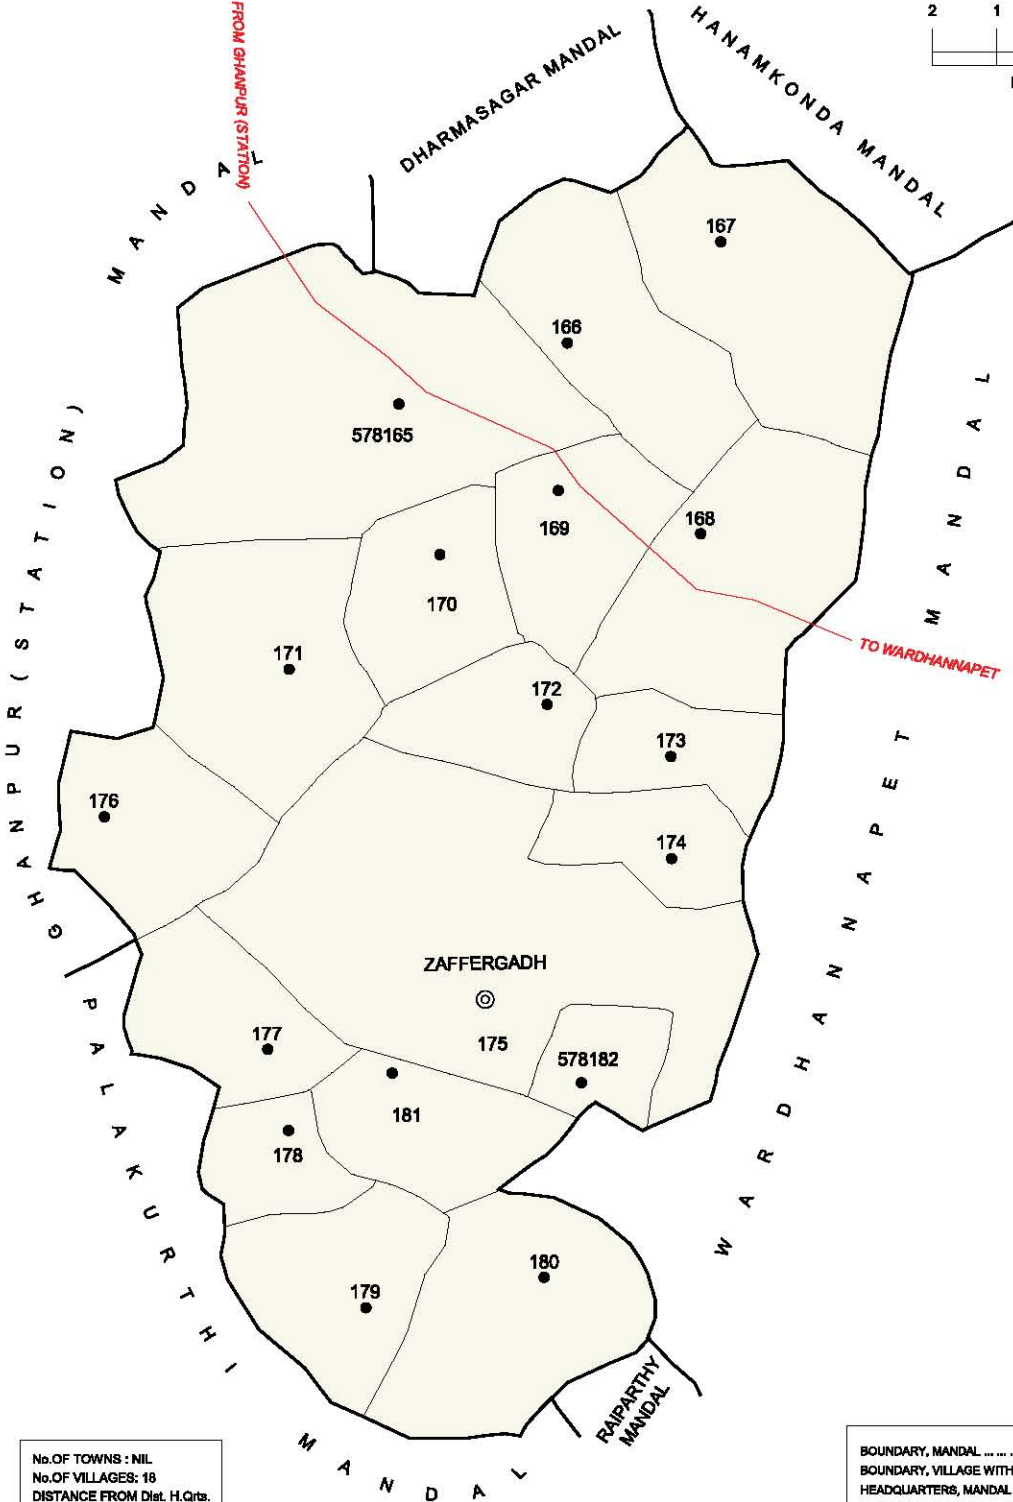 2 1
HANAMKONDA MANDAL
DHARMASAGAR MANDAL
FROM GHANPUR (STATION)
GHANPUR (STATION) MANDAL
167
166
578165
169
168
170
TO WARDHANNAPET
171
172
173
176
174
WARDHANNAPET MANDAL
ZAFFERGADH
175
177
578182
181
178
180
179
PALAKURTHI MANDAL
RAIPARTHY
MANDAL
No.OF TOWNS : NIL
No.OF VILLAGES: 18
DISTANCE FROM Dist. H.Qrts.
BOUNDARY, MANDAL ... ... .
BOUNDARY, VILLAGE WITH
HEADQUARTERS, MANDAL